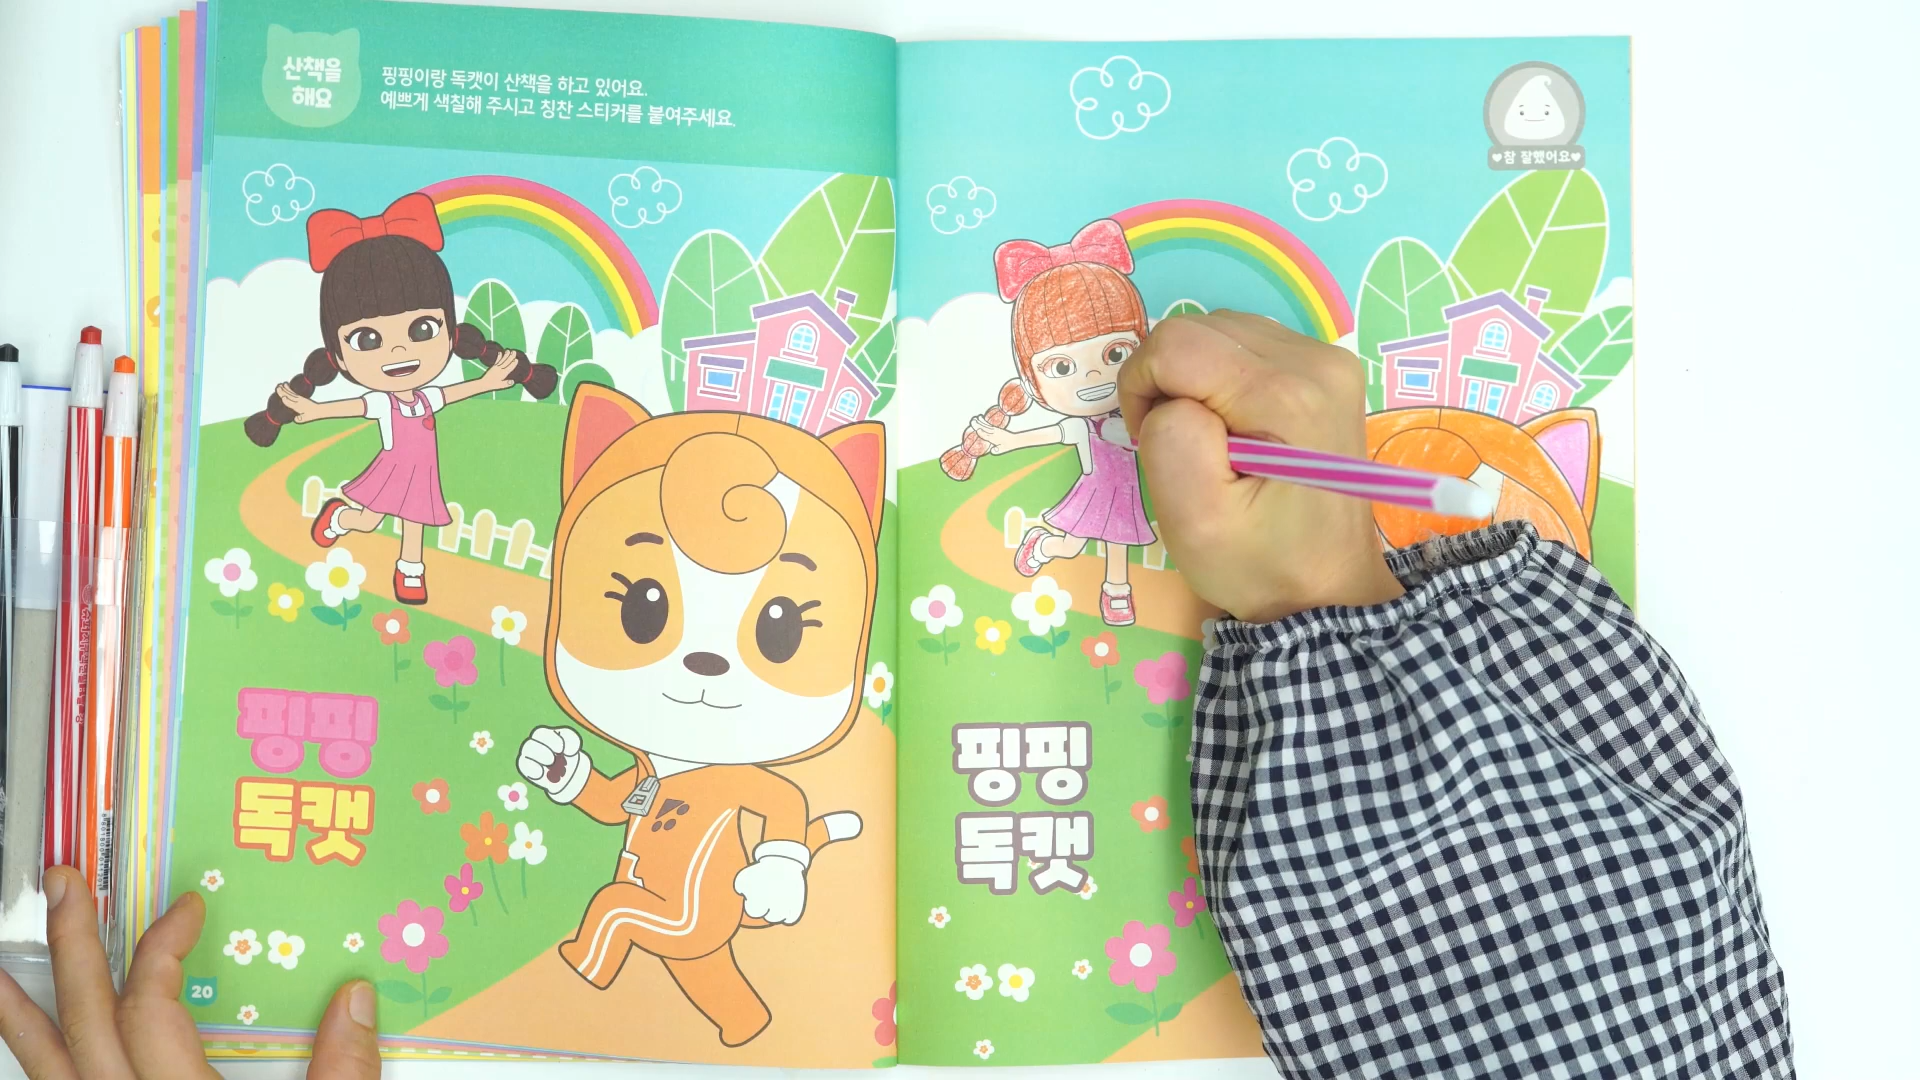 산책을
해요
핑핑이랑 독캣이 산책을 하고 있어요.
예쁘게 색칠해 주시고 칭찬 스티커를 붙여주세요.
♥참 잘했어요♥
핑핑
독캣
20
핑핑
독캣